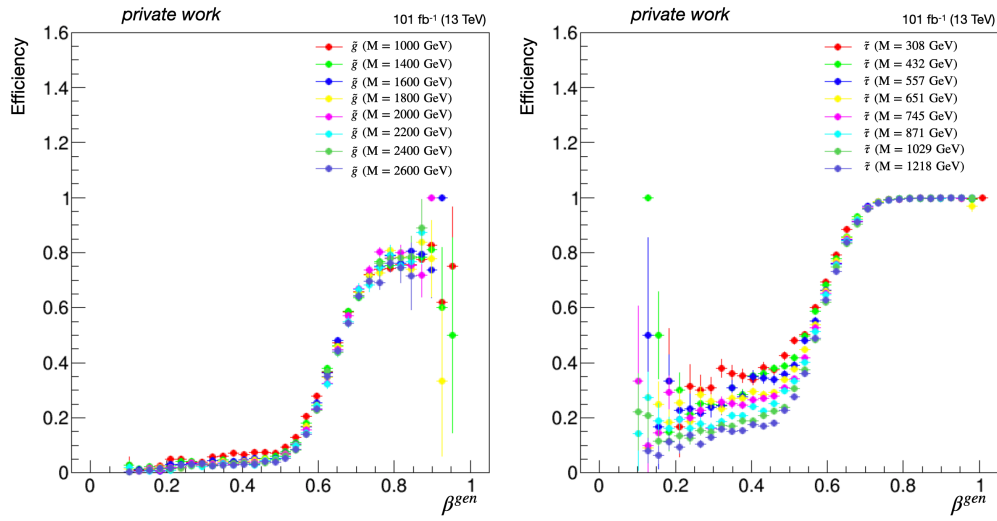 private work
101 fb⁻¹ (13 TeV)
Efficiency
1.6
1.4
1.2
1
0.8
0.6
0.4
0.2
0
g̃ (M = 1000 GeV)
g̃ (M = 1400 GeV)
g̃ (M = 1600 GeV)
g̃ (M = 1800 GeV)
g̃ (M = 2000 GeV)
g̃ (M = 2200 GeV)
g̃ (M = 2400 GeV)
g̃ (M = 2600 GeV)
0 0.2 0.4 0.6 0.8 1
β^gen
private work
101 fb⁻¹ (13 TeV)
Efficiency
1.6
1.4
1.2
1
0.8
0.6
0.4
0.2
0
τ̃ (M = 308 GeV)
τ̃ (M = 432 GeV)
τ̃ (M = 557 GeV)
τ̃ (M = 651 GeV)
τ̃ (M = 745 GeV)
τ̃ (M = 871 GeV)
τ̃ (M = 1029 GeV)
τ̃ (M = 1218 GeV)
0 0.2 0.4 0.6 0.8 1
β^gen